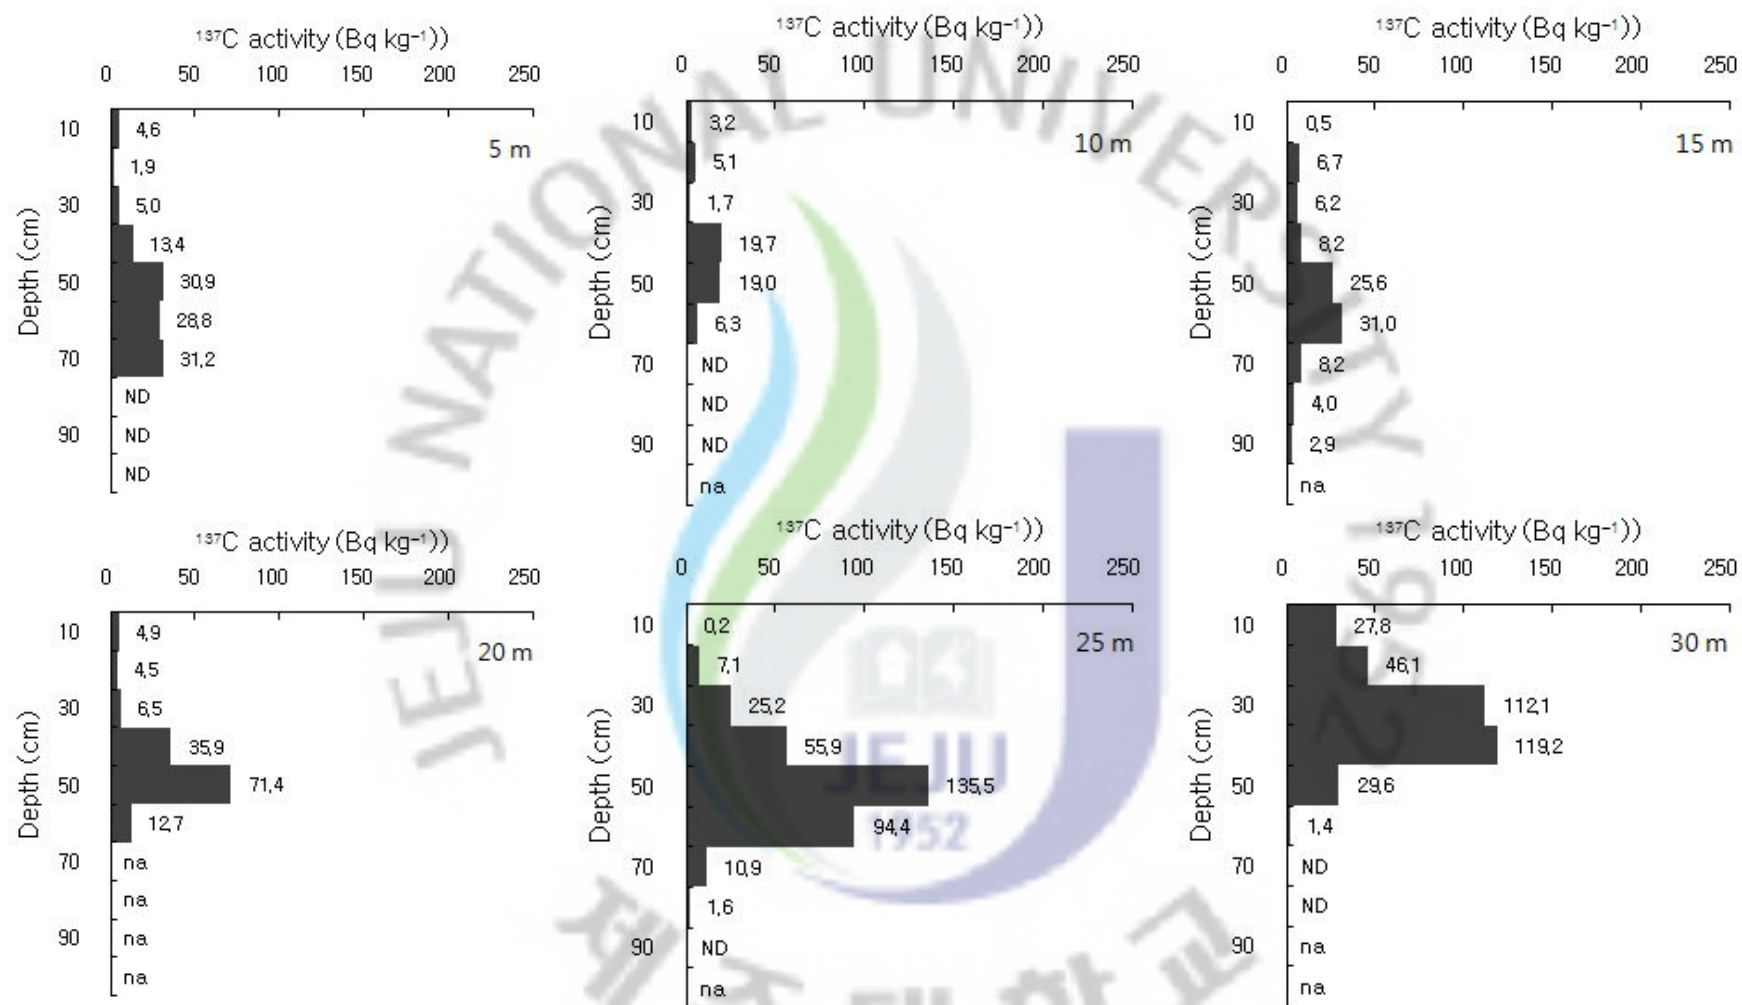 ¹³⁷C activity (Bq kg⁻¹))
0 50 100 150 200 250
Depth (cm)
5 m
10 4,6
1,9
30 5,0
13,4
50 30,9
28,8
70 31,2
ND
90 ND
ND
¹³⁷C activity (Bq kg⁻¹))
0 50 100 150 200 250
Depth (cm)
10 m
10 3,2
5,1
30 1,7
19,7
50 19,0
6,3
70 ND
ND
90 ND
na
¹³⁷C activity (Bq kg⁻¹))
0 50 100 150 200 250
Depth (cm)
15 m
10 0,5
6,7
30 6,2
8,2
50 25,6
31,0
70 8,2
4,0
90 2,9
na
¹³⁷C activity (Bq kg⁻¹))
0 50 100 150 200 250
Depth (cm)
20 m
10 4,9
4,5
30 6,5
35,9
50 71,4
12,7
70 na
na
90 na
na
¹³⁷C activity (Bq kg⁻¹))
0 50 100 150 200 250
Depth (cm)
25 m
10 0,2
7,1
30 25,2
55,9
50 135,5
94,4
70 10,9
1,6
90 ND
na
¹³⁷C activity (Bq kg⁻¹))
0 50 100 150 200 250
Depth (cm)
30 m
10 27,8
46,1
30 112,1
119,2
50 29,6
1,4
70 ND
ND
90 na
na
JEJU NATIONAL UNIVERSITY 1952
JEJU
1952
제주대학교